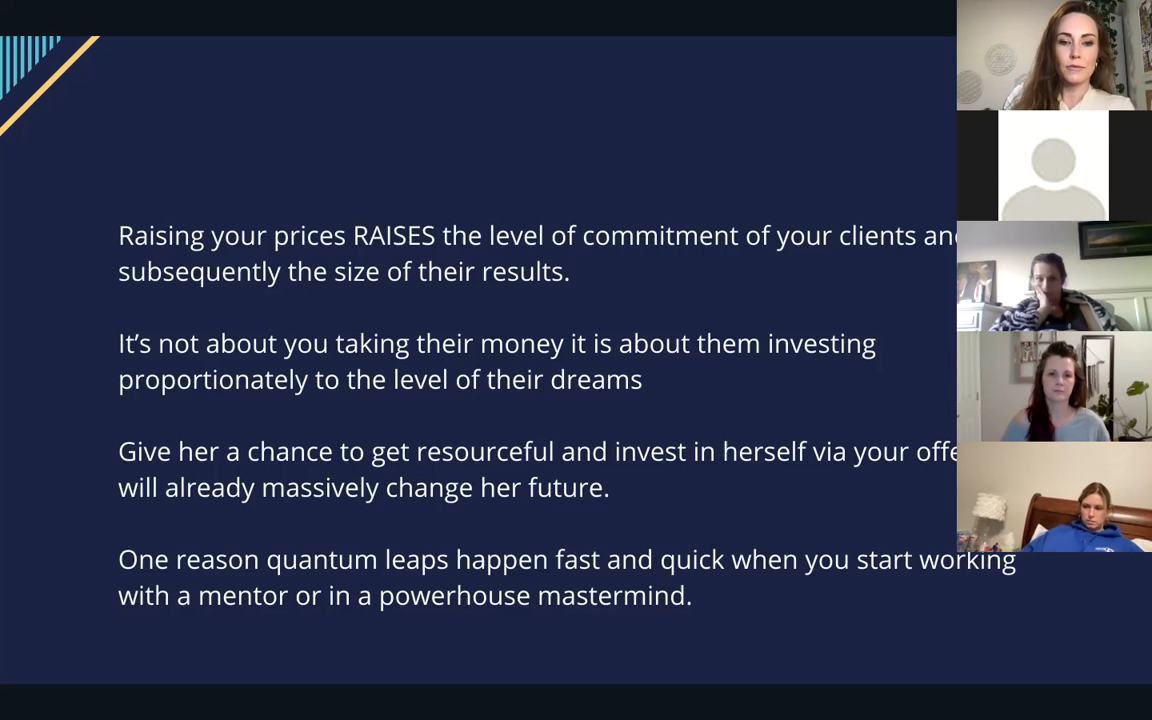 Raising your prices RAISES the level of commitment of your clients
subsequently the size of their results.
It’s not about you taking their money it is about them investing
proportionately to the level of their dreams
Give her a chance to get resourceful and invest in herself via your
will already massively change her future.
One reason quantum leaps happen fast and quick when you start working
with a mentor or in a powerhouse mastermind.